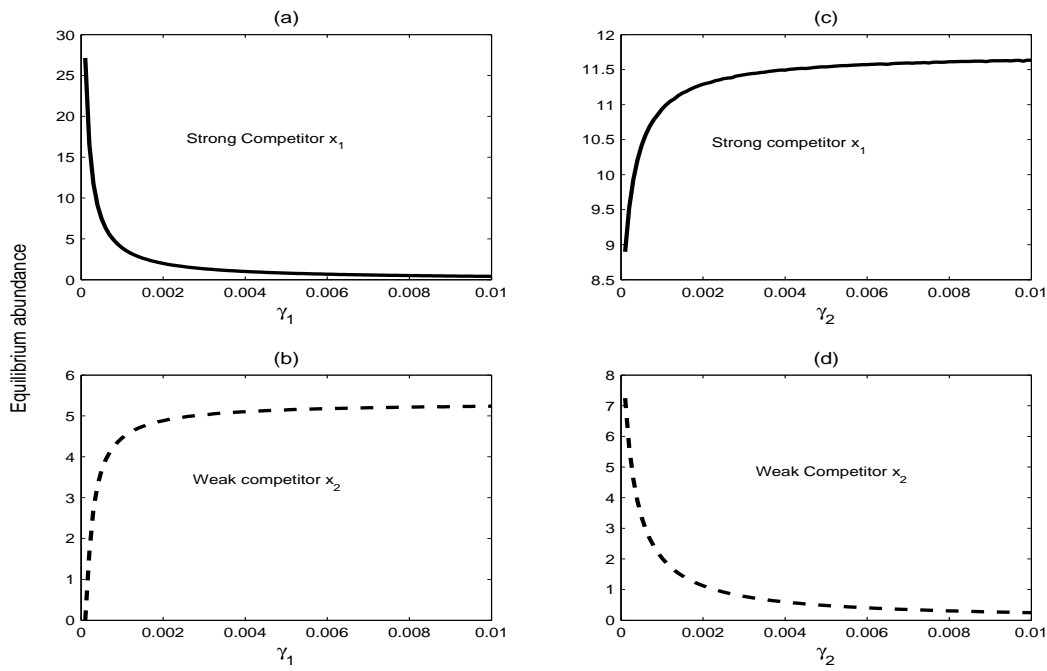 Equilibrium abundance
(a)
30
25
20
15
10
5
0
Strong Competitor x₁
0 0.002 0.004 0.006 0.008 0.01
γ₁
(c)
12
11.5
11
10.5
10
9.5
9
8.5
Strong competitor x₁
0 0.002 0.004 0.006 0.008 0.01
γ₂
(b)
6
5
4
3
2
1
0
Weak competitor x₂
0 0.002 0.004 0.006 0.008 0.01
γ₁
(d)
8
7
6
5
4
3
2
1
0
Weak Competitor x₂
0 0.002 0.004 0.006 0.008 0.01
γ₂